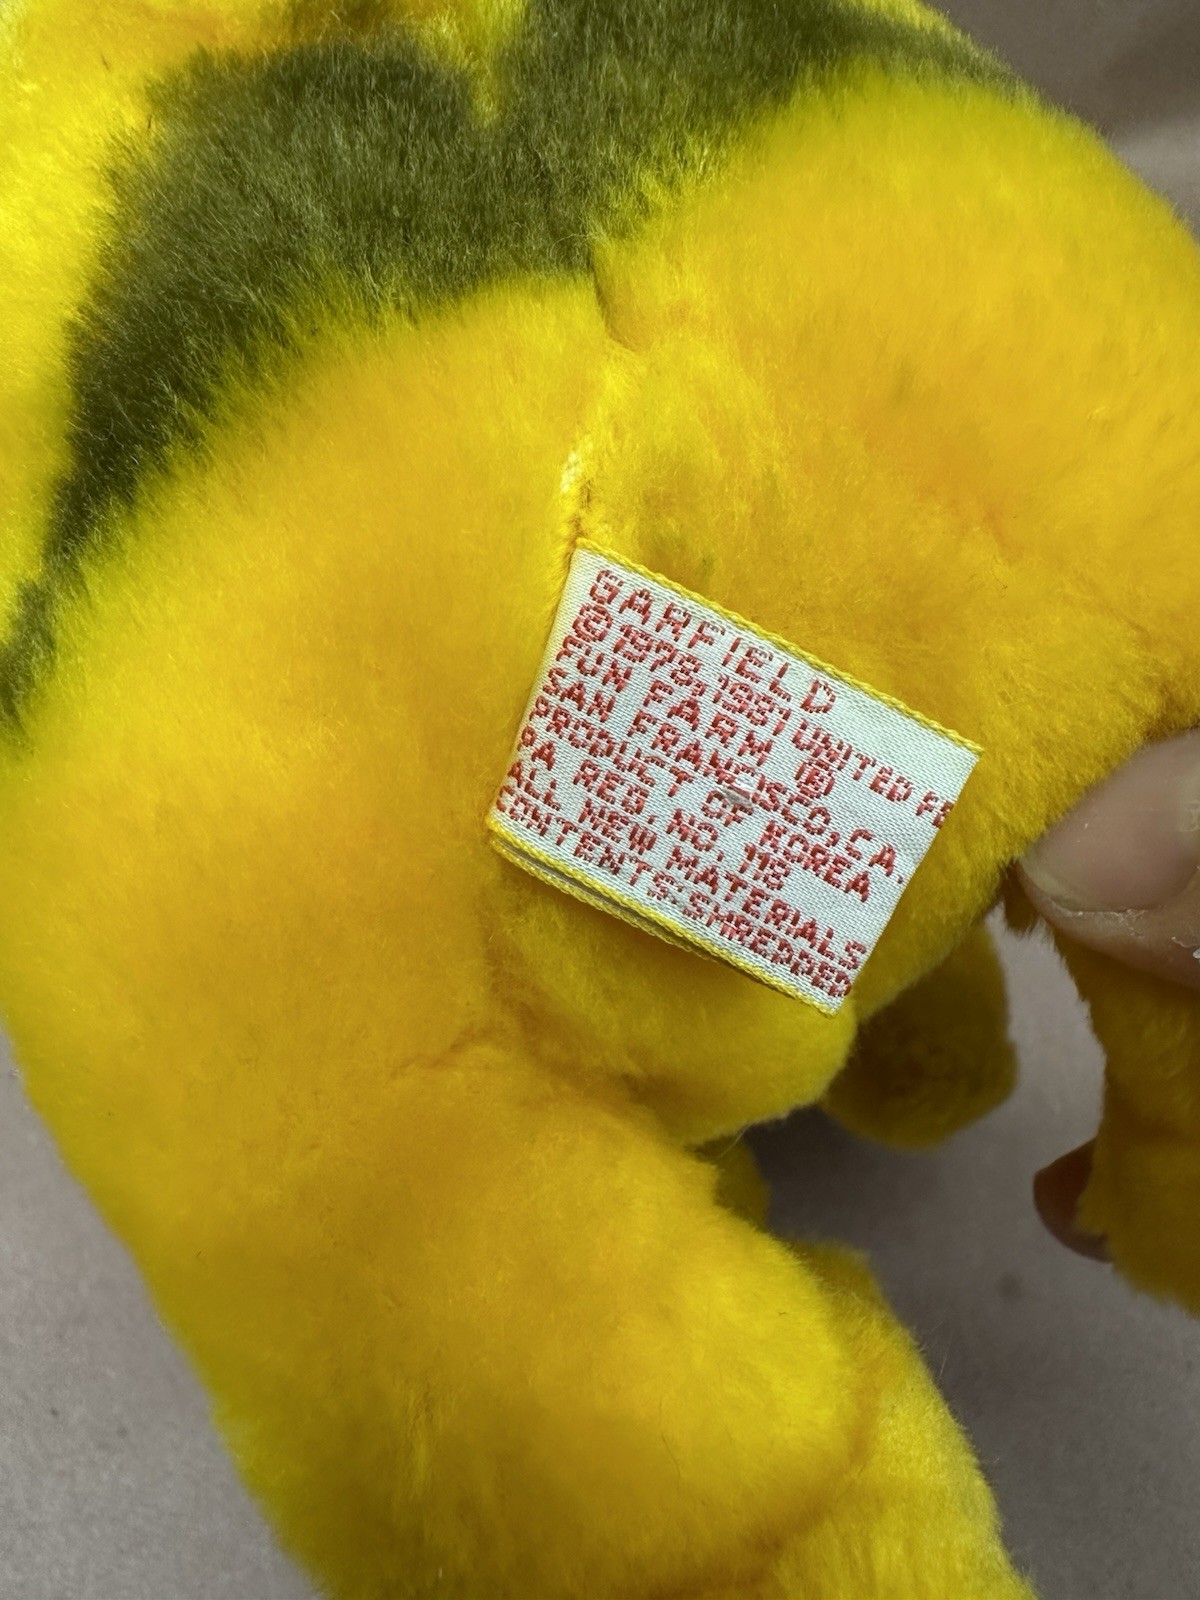 GARFIELD
©1978,1981 UNITED FE
FUN FARM ®
SAN FRANCISCO, CA.
PRODUCT OF KOREA
PA REG. NO. 118
ALL NEW MATERIALS
CONTENTS:SHREDDED